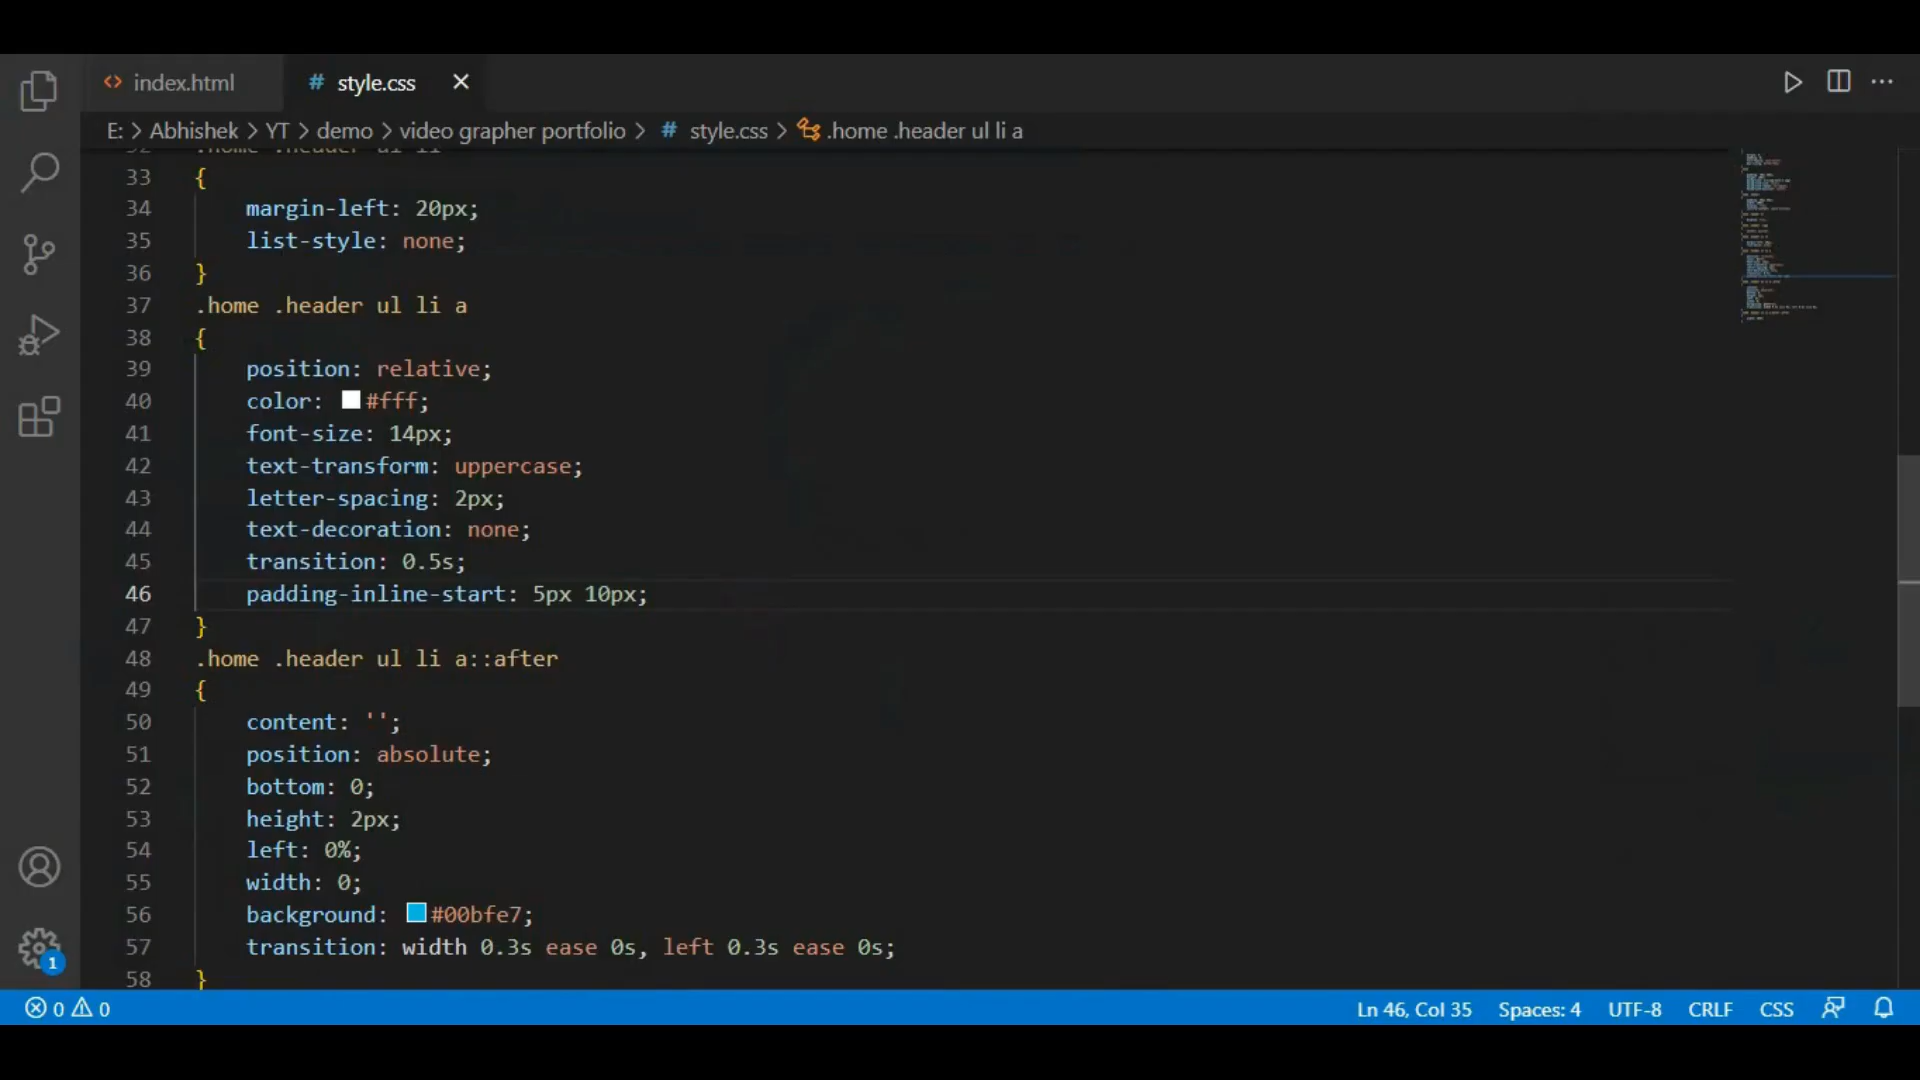 index.html
style.css
E: > Abhishek > YT > demo > video grapher portfolio > # style.css > .home .header ul li a
32 .home .header ul li
33 {
34 margin-left: 20px;
35 list-style: none;
36 }
37 .home .header ul li a
38 {
39 position: relative;
40 color: #fff;
41 font-size: 14px;
42 text-transform: uppercase;
43 letter-spacing: 2px;
44 text-decoration: none;
45 transition: 0.5s;
46 padding-inline-start: 5px 10px;
47 }
48 .home .header ul li a::after
49 {
50 content: '';
51 position: absolute;
52 bottom: 0;
53 height: 2px;
54 left: 0%;
55 width: 0;
56 background: #00bfe7;
57 transition: width 0.3s ease 0s, left 0.3s ease 0s;
58 }
1
0 0 Ln 46, Col 35 Spaces: 4 UTF-8 CRLF CSS